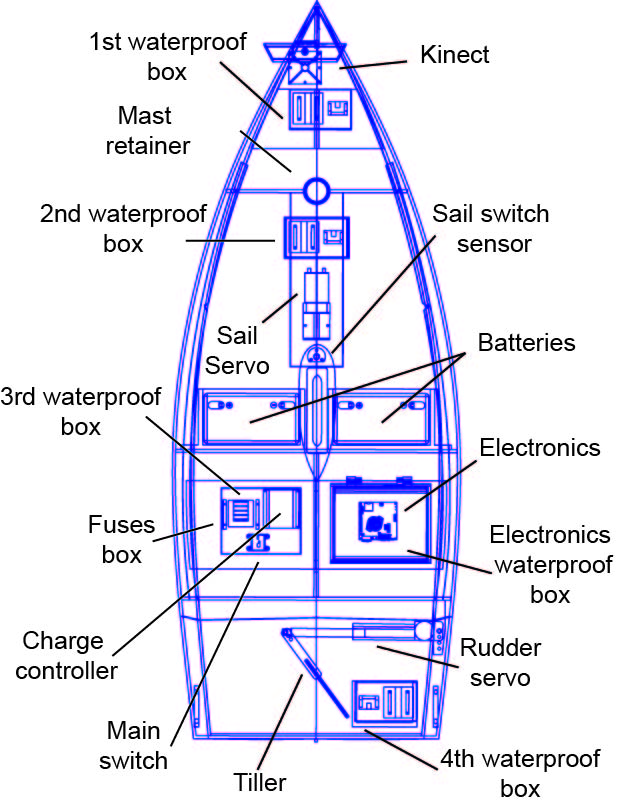 1st waterproof
box
Kinect
Mast
retainer
2nd waterproof
box
Sail switch
sensor
Sail
Servo
Batteries
3rd waterproof
box
Electronics
Fuses
box
Electronics
waterproof
box
Charge
controller
Rudder
servo
Main
switch
Tiller
4th waterproof
box